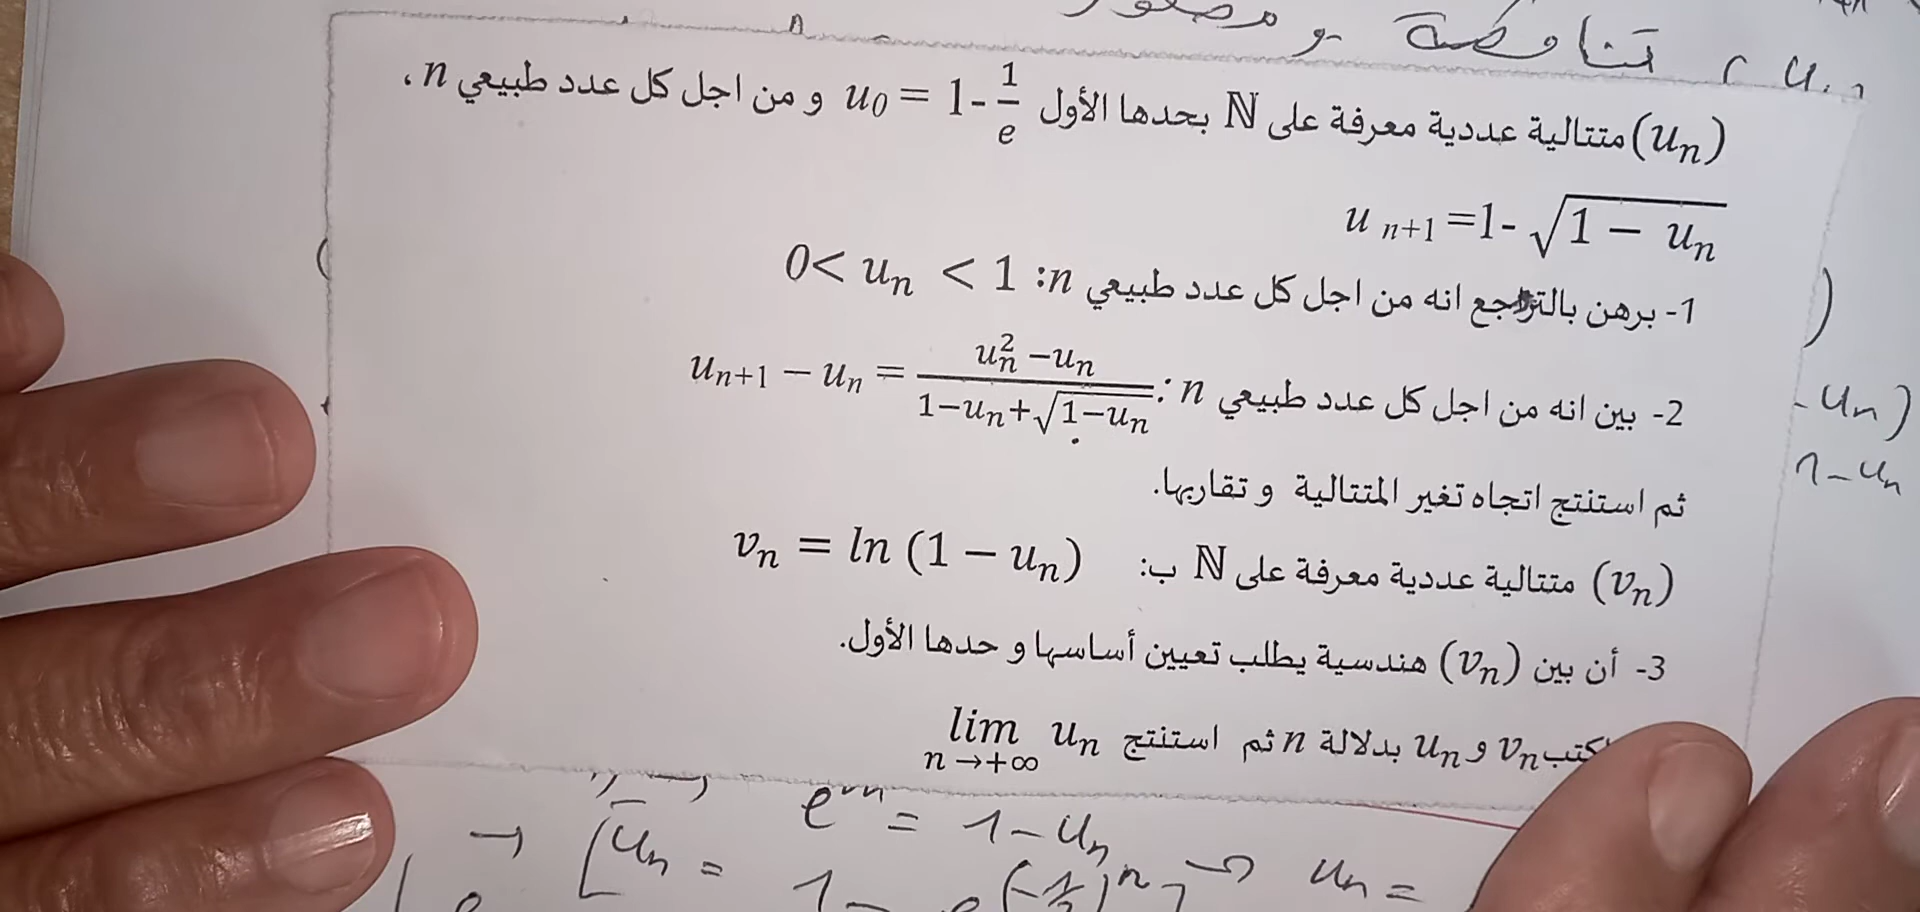 تناقصة و
(uₙ) متتالية عددية معرفة على ℕ بحدها الأول u₀ = 1 - 1/e و من اجل كل عدد طبيعي n ،
u ₙ₊₁ = 1- √(1 − uₙ)
1- برهن بالتراجع انه من اجل كل عدد طبيعي n: 0< uₙ < 1
2- بين انه من اجل كل عدد طبيعي n : uₙ₊₁ − uₙ = (uₙ² −uₙ)/(1−uₙ+√(1−uₙ))
ثم استنتج اتجاه تغير المتتالية و تقاربها.
(vₙ) متتالية عددية معرفة على ℕ ب: vₙ = ln (1 − uₙ)
3- أن بين (vₙ) هندسية يطلب تعيين أساسها و حدها الأول.
vₙ و uₙ بدلالة n ثم استنتج lim uₙ n→+∞
- uₙ)
1-uₙ
= 1-uₙ
→ [uₙ = uₙ =